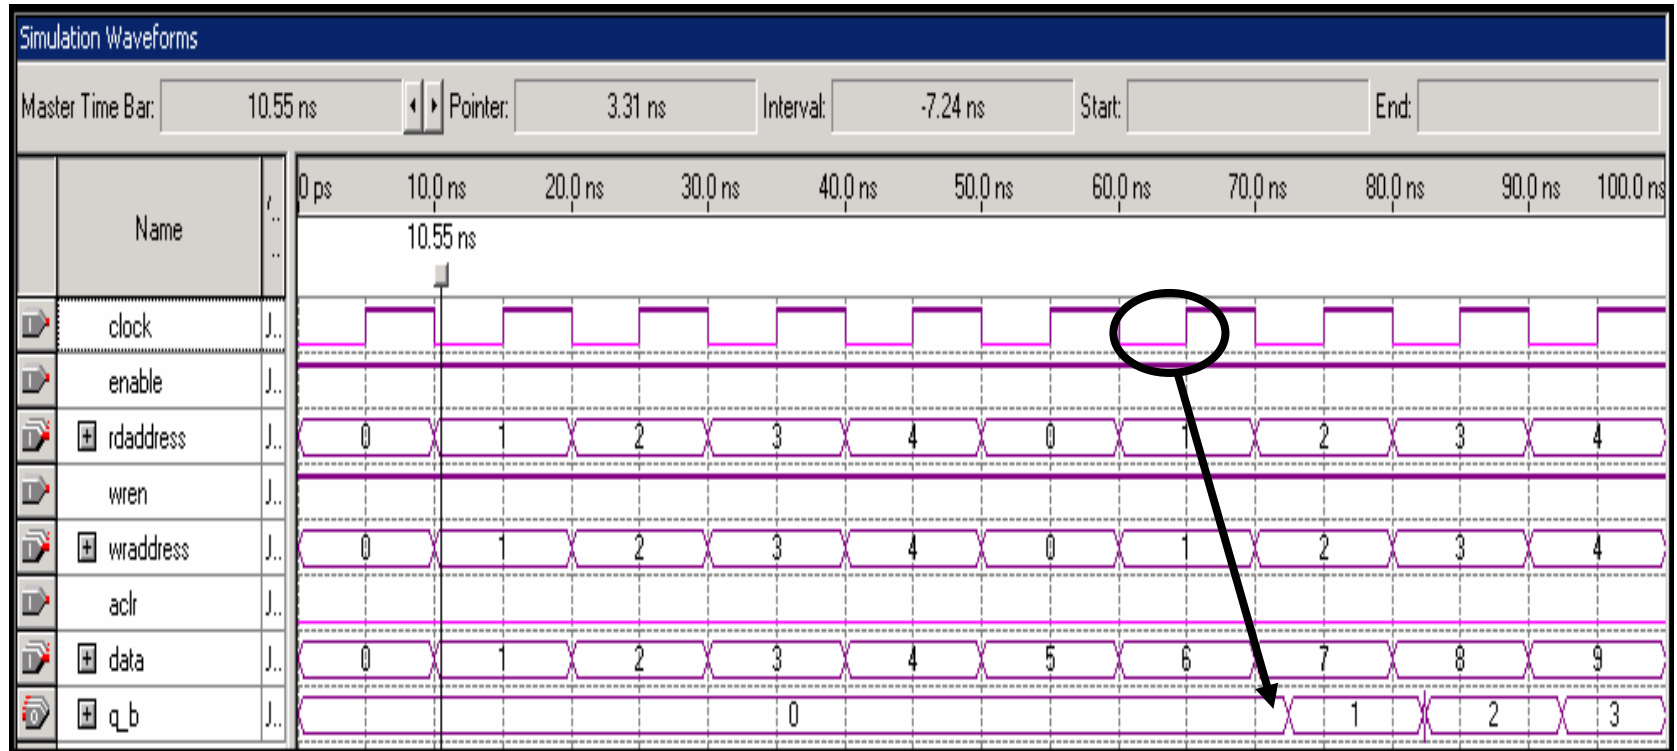 Simulation Waveforms
Master Time Bar: 10.55 ns Pointer: 3.31 ns Interval: -7.24 ns Start: End:
Name 0 ps 10.0 ns 20.0 ns 30.0 ns 40.0 ns 50.0 ns 60.0 ns 70.0 ns 80.0 ns 90.0 ns 100.0 ns
10.55 ns
clock J..
enable J..
rdaddress J.. 0 1 2 3 4 0 1 2 3 4
wren J..
wraddress J.. 0 1 2 3 4 0 1 2 3 4
aclr J..
data J.. 0 1 2 3 4 5 6 7 8 9
q_b J.. 0 1 2 3